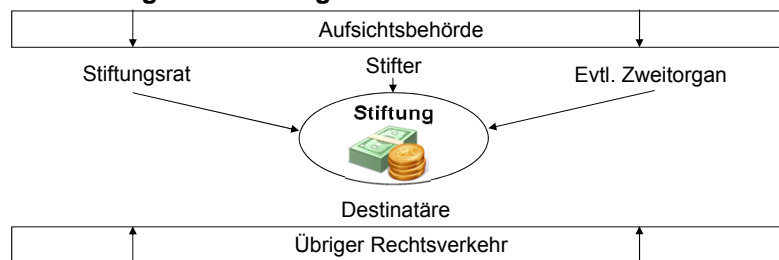 Aufsichtsbehörde
Stiftungsrat
Stifter
Evtl. Zweitorgan
Stiftung
Destinatäre
Übriger Rechtsverkehr